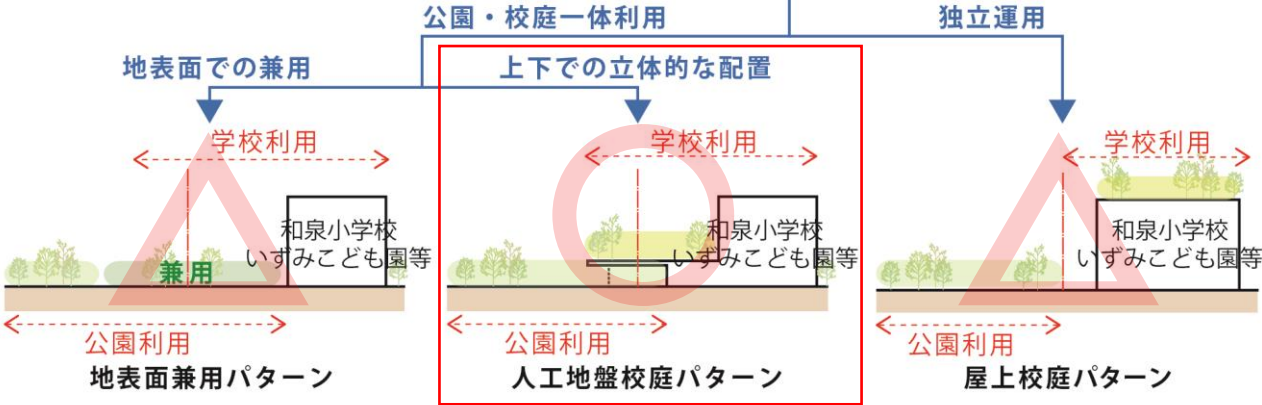 公園・校庭一体利用
独立運用
地表面での兼用
上下での立体的な配置
学校利用
学校利用
学校利用
和泉小学校
いずみこども園等
兼用
和泉小学校
いずみこども園等
和泉小学校
いずみこども園等
公園利用
公園利用
公園利用
地表面兼用パターン
人工地盤校庭パターン
屋上校庭パターン